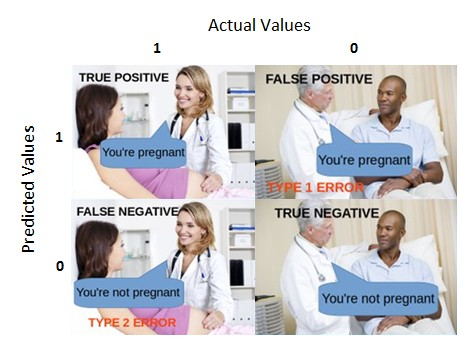 Actual Values
1 0
TRUE POSITIVE
You're pregnant
FALSE POSITIVE
You're pregnant
TYPE 1 ERROR
Predicted Values
1
0
FALSE NEGATIVE
You're not pregnant
TYPE 2 ERROR
TRUE NEGATIVE
You're not pregnant